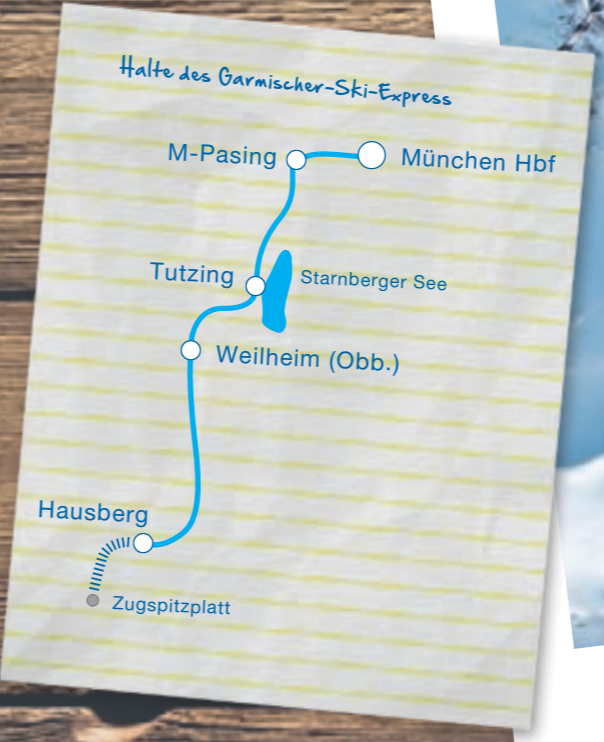 Halte des Garmischer-Ski-Express
M-Pasing
München Hbf
Tutzing
Starnberger See
Weilheim (Obb.)
Hausberg
Zugspitzplatt